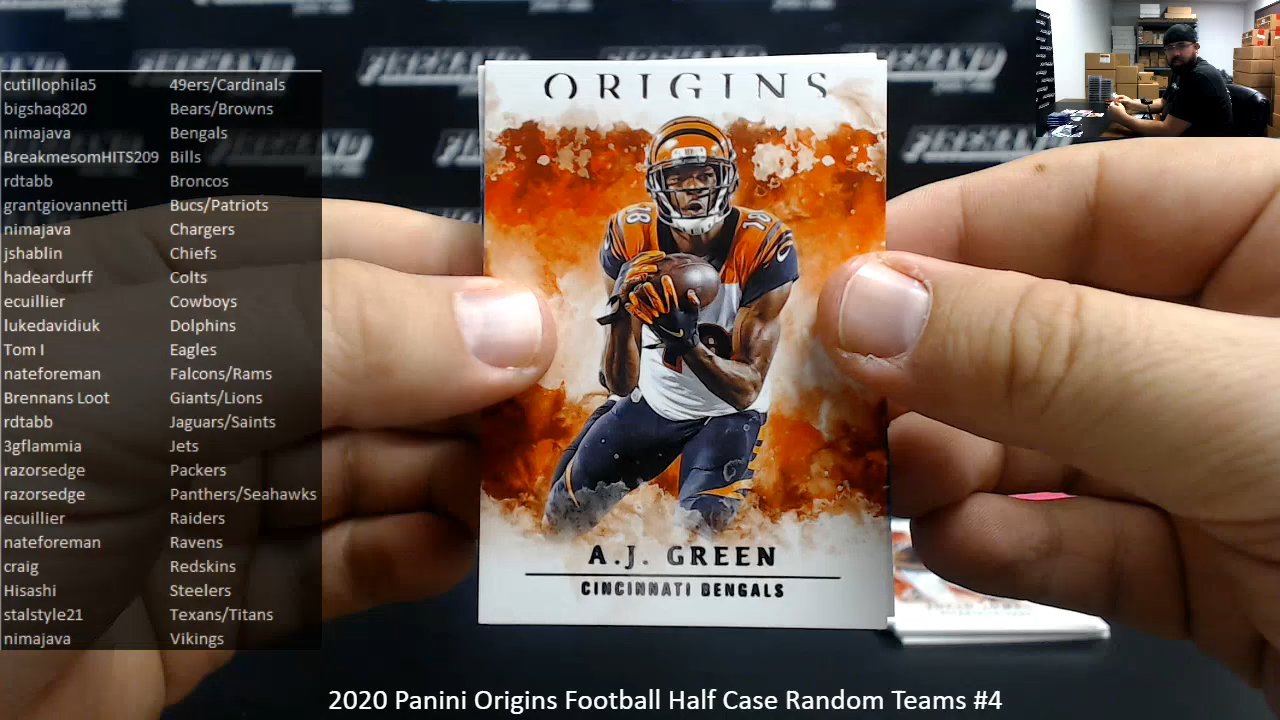 cutillophila5 49ers/Cardinals
bigshaq820 Bears/Browns
nimajava Bengals
BreakmesomHITS209 Bills
rdtabb Broncos
grantgiovannetti Bucs/Patriots
nimajava Chargers
jshablin Chiefs
hadeardurff Colts
ecuillier Cowboys
lukedavidiuk Dolphins
Tom I Eagles
nateforeman Falcons/Rams
Brennans Loot Giants/Lions
rdtabb Jaguars/Saints
3gflammia Jets
razorsedge Packers
razorsedge Panthers/Seahawks
ecuillier Raiders
nateforeman Ravens
craig Redskins
Hisashi Steelers
stalstyle21 Texans/Titans
nimajava Vikings
ORIGINS
18 18
18
A.J. GREEN
CINCINNATI BENGALS
2020 Panini Origins Football Half Case Random Teams #4